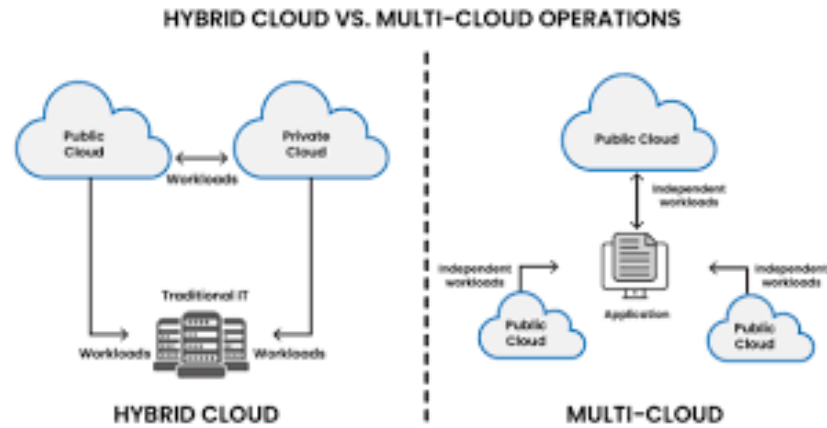 HYBRID CLOUD VS. MULTI-CLOUD OPERATIONS
Public
Cloud
Private
Cloud
Workloads
Traditional IT
Workloads
Workloads
HYBRID CLOUD
Public Cloud
Independent
workloads
Independent
workloads
Independent
workloads
Application
Public
Cloud
Public
Cloud
MULTI-CLOUD